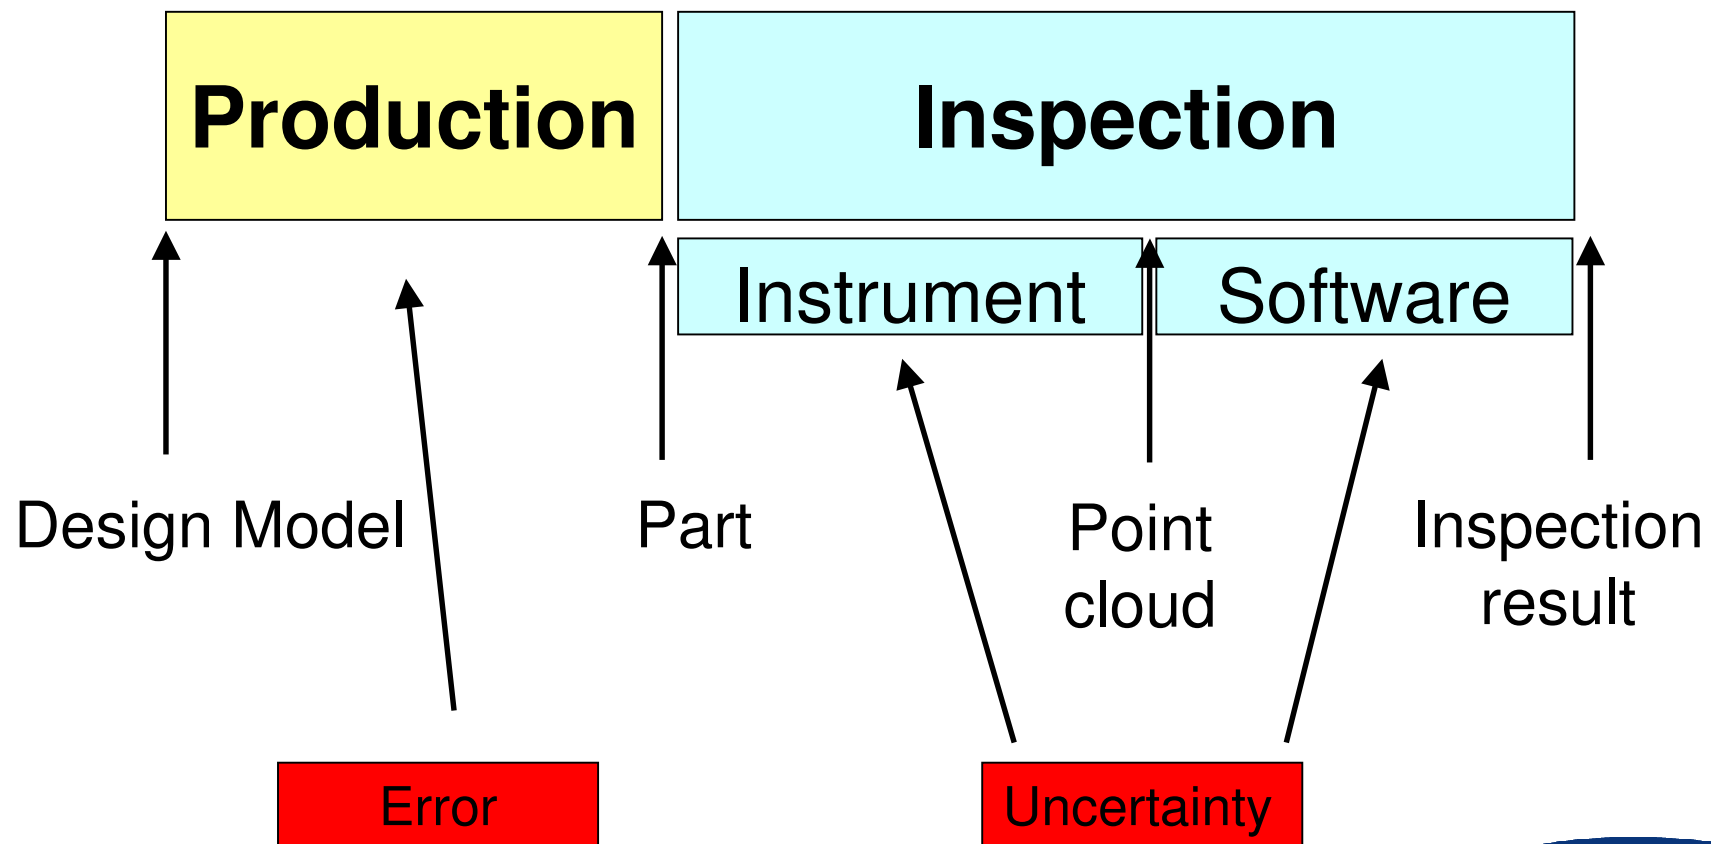 Production
Inspection
Instrument
Software
Design Model
Part
Point
cloud
Inspection
result
Error
Uncertainty